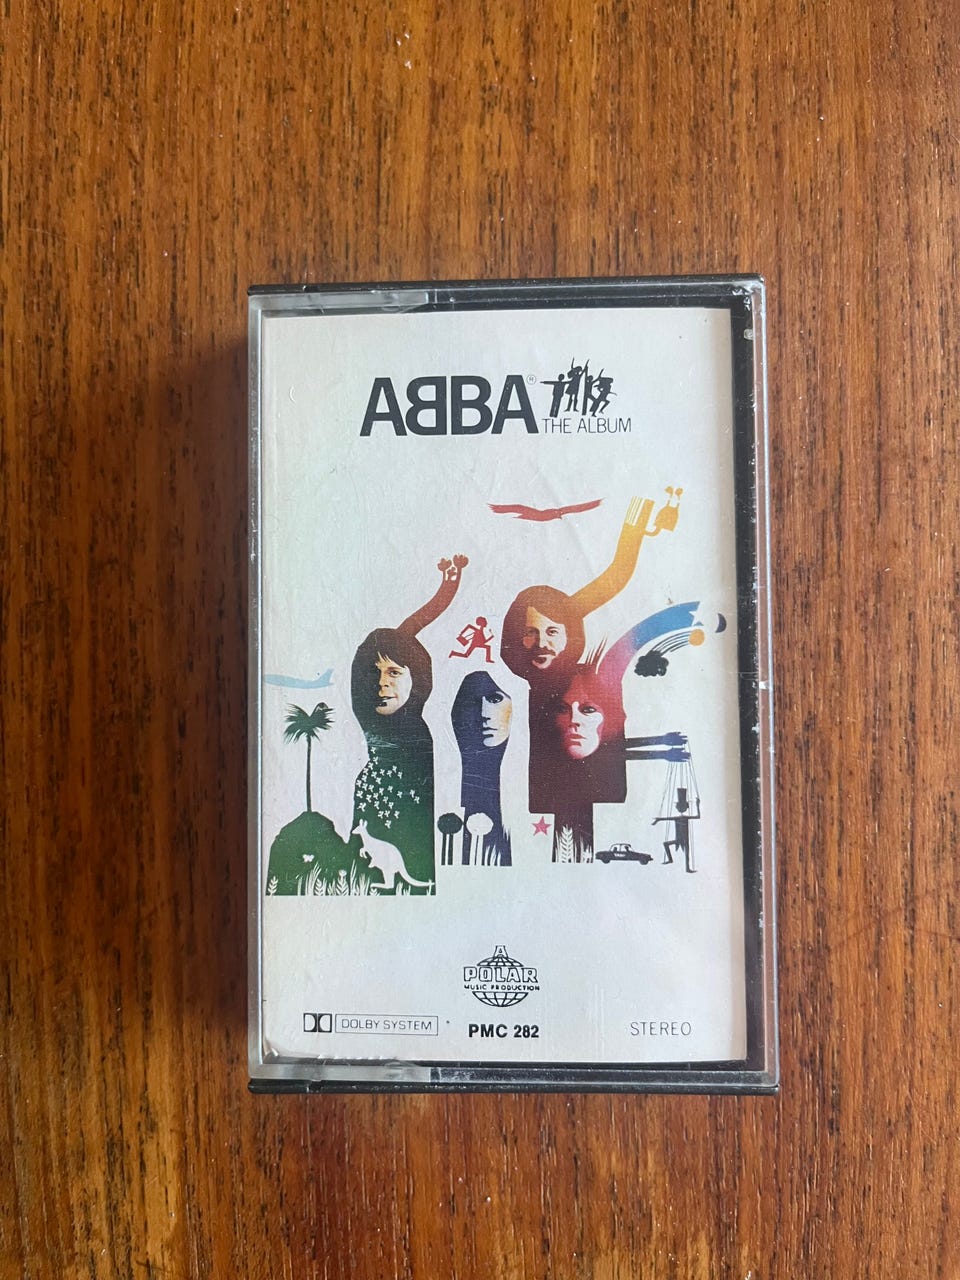 ABBA®
THE ALBUM
A
POLAR
MUSIC PRODUCTION
DOLBY SYSTEM
PMC 282
STEREO